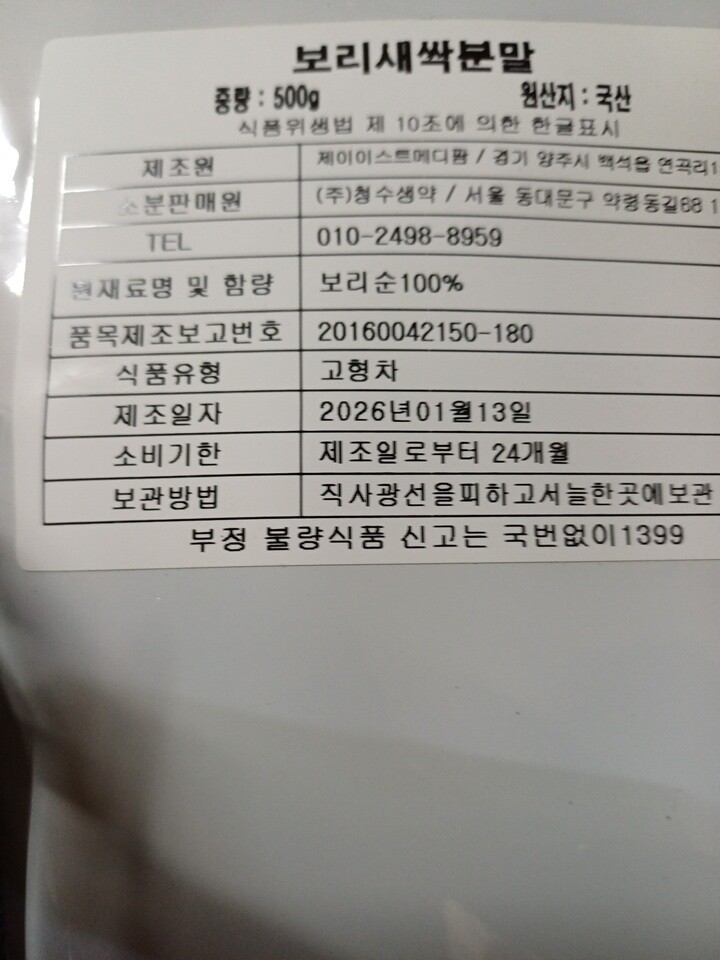 보리새싹분말
중량 : 500g 원산지 : 국산
식품위생법 제 10조에 의한 한글표시
제조원 제이이스트메디팜 / 경기 양주시 백석읍 연곡리1
소분판매원 (주)청수생약 / 서울 동대문구 약령동길68 1
TEL 010-2498-8959
원재료명 및 함량 보리순100%
품목제조보고번호 20160042150-180
식품유형 고형차
제조일자 2026년01월13일
소비기한 제조일로부터 24개월
보관방법 직사광선을피하고서늘한곳에보관
부정 불량식품 신고는 국번없이1399